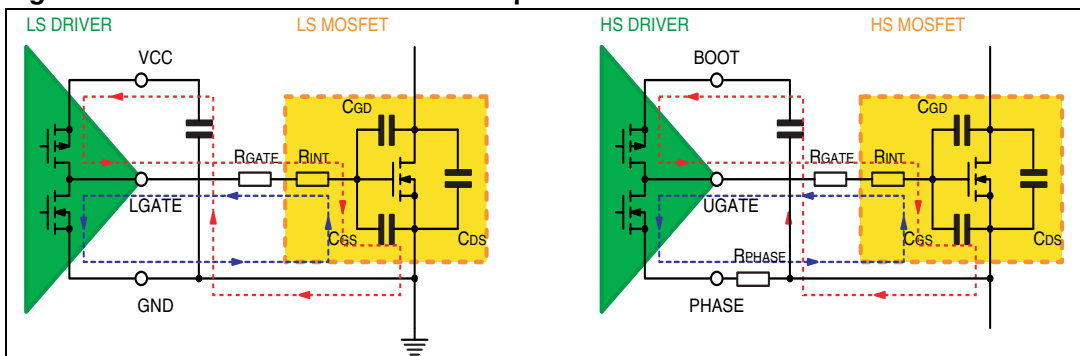 LS DRIVER
LS MOSFET
VCC
CGD
RGATE
RINT
LGATE
CGS
CDS
GND
HS DRIVER
HS MOSFET
BOOT
CGD
RGATE
RINT
UGATE
CGS
CDS
RPHASE
PHASE